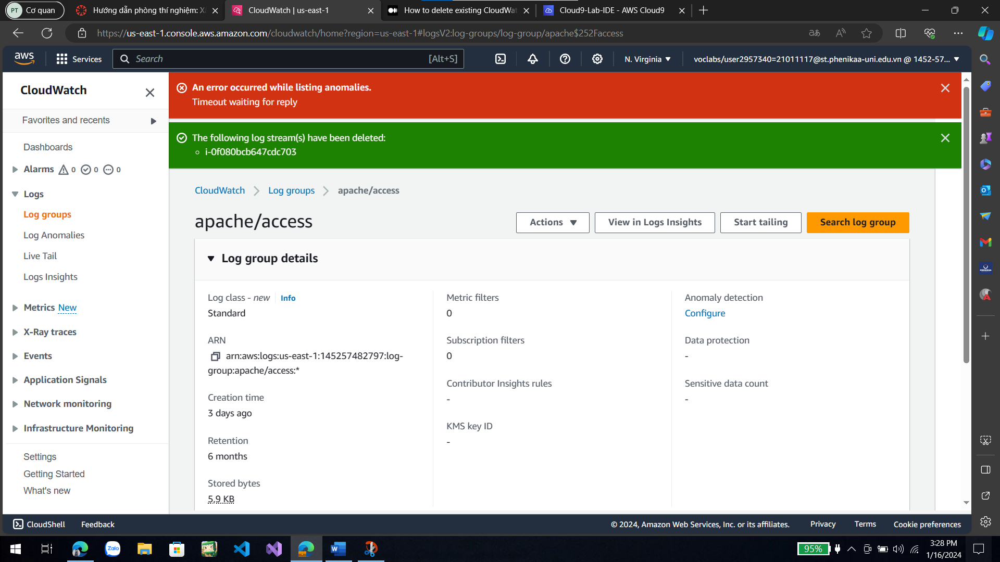 PT Cơ quan
Hướng dẫn phòng thí nghiệm: X
CloudWatch | us-east-1
How to delete existing CloudWat
Cloud9-Lab-IDE - AWS Cloud9
https://us-east-1.console.aws.amazon.com/cloudwatch/home?region=us-east-1#logsV2:log-groups/log-group/apache$252Faccess
aws
Services
Search
[Alt+S]
N. Virginia
voclabs/user2957340=21011117@st.phenikaa-uni.edu.vn @ 1452-57...
CloudWatch
Favorites and recents
Dashboards
Alarms 0 0 0
Logs
Log groups
Log Anomalies
Live Tail
Logs Insights
Metrics New
X-Ray traces
Events
Application Signals
Network monitoring
Infrastructure Monitoring
Settings
Getting Started
What's new
An error occurred while listing anomalies.
Timeout waiting for reply
The following log stream(s) have been deleted:
i-0f080bcb647cdc703
CloudWatch
Log groups
apache/access
apache/access
Actions
View in Logs Insights
Start tailing
Search log group
Log group details
Log class - new
Info
Standard
ARN
arn:aws:logs:us-east-1:145257482797:log-
group:apache/access:*
Creation time
3 days ago
Retention
6 months
Stored bytes
5,9 KB
Metric filters
0
Subscription filters
0
Contributor Insights rules
-
KMS key ID
-
Anomaly detection
Configure
Data protection
-
Sensitive data count
-
CloudShell
Feedback
© 2024, Amazon Web Services, Inc. or its affiliates.
Privacy
Terms
Cookie preferences
Zalo
95%
3:28 PM
1/16/2024